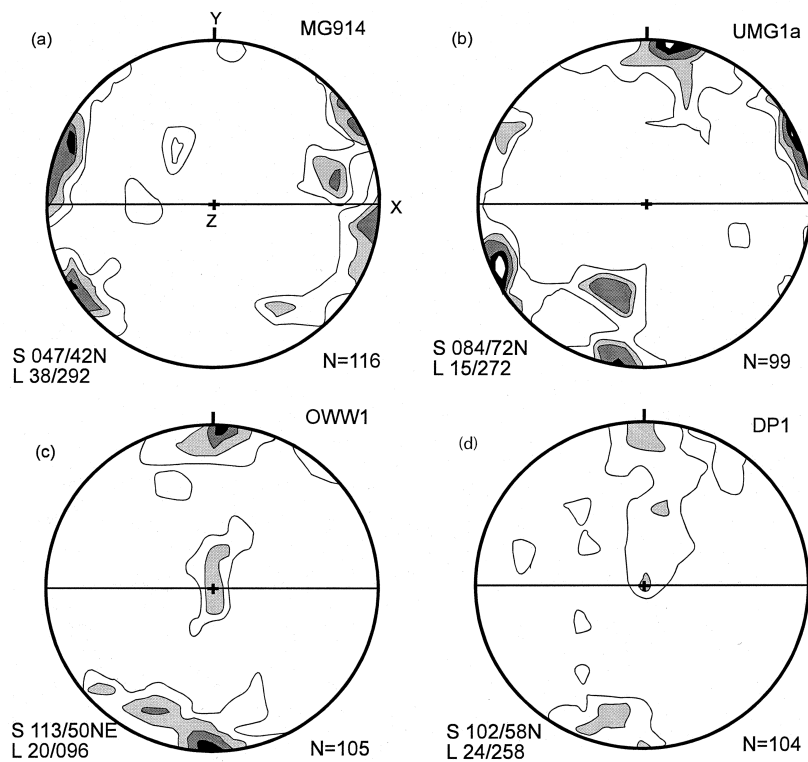 (a)
Y
MG914
X
Z
S 047/42N
L 38/292
N=116
(b)
UMG1a
S 084/72N
L 15/272
N=99
(c)
OWW1
S 113/50NE
L 20/096
N=105
(d)
DP1
S 102/58N
L 24/258
N=104